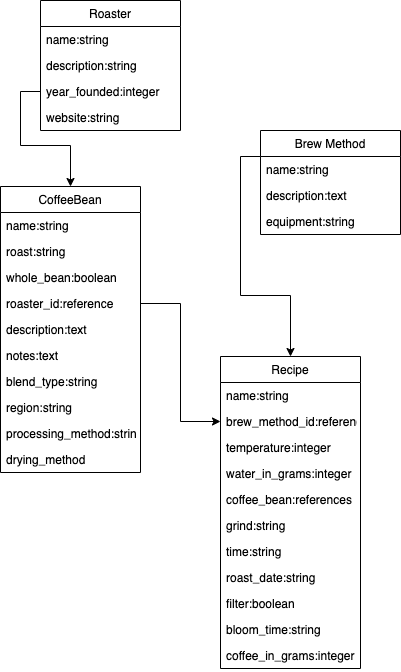 Roaster
name:string
description:string
year_founded:integer
website:string
Brew Method
name:string
description:text
equipment:string
CoffeeBean
name:string
roast:string
whole_bean:boolean
roaster_id:reference
description:text
notes:text
blend_type:string
region:string
processing_method:strin
drying_method
Recipe
name:string
brew_method_id:referen
temperature:integer
water_in_grams:integer
coffee_bean:references
grind:string
time:string
roast_date:string
filter:boolean
bloom_time:string
coffee_in_grams:integer